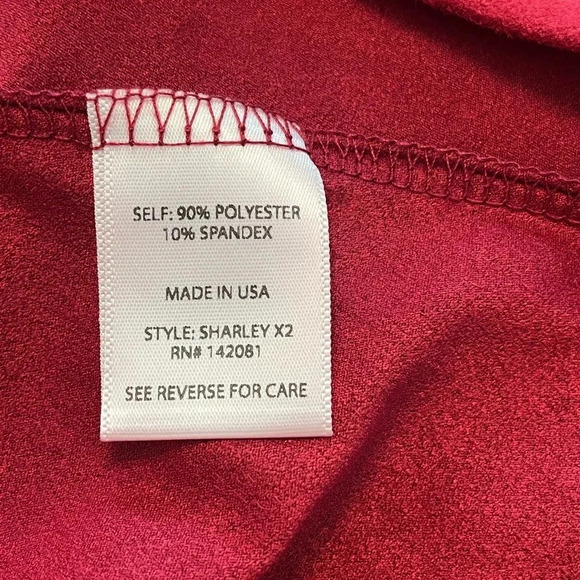 SELF: 90% POLYESTER
10% SPANDEX
MADE IN USA
STYLE: SHARLEY X2
RN# 142081
SEE REVERSE FOR CARE